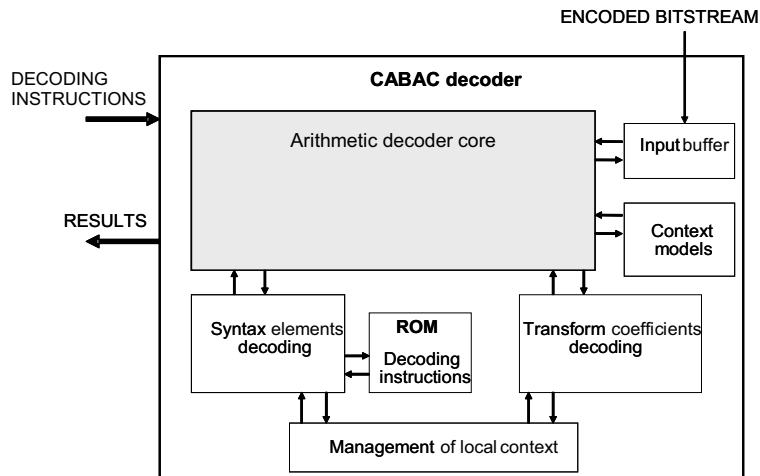 ENCODED BITSTREAM
DECODING
INSTRUCTIONS
CABAC decoder
Arithmetic decoder core
Input buffer
RESULTS
Context
models
Syntax elements
decoding
ROM
Decoding
instructions
Transform coefficients
decoding
Management of local context